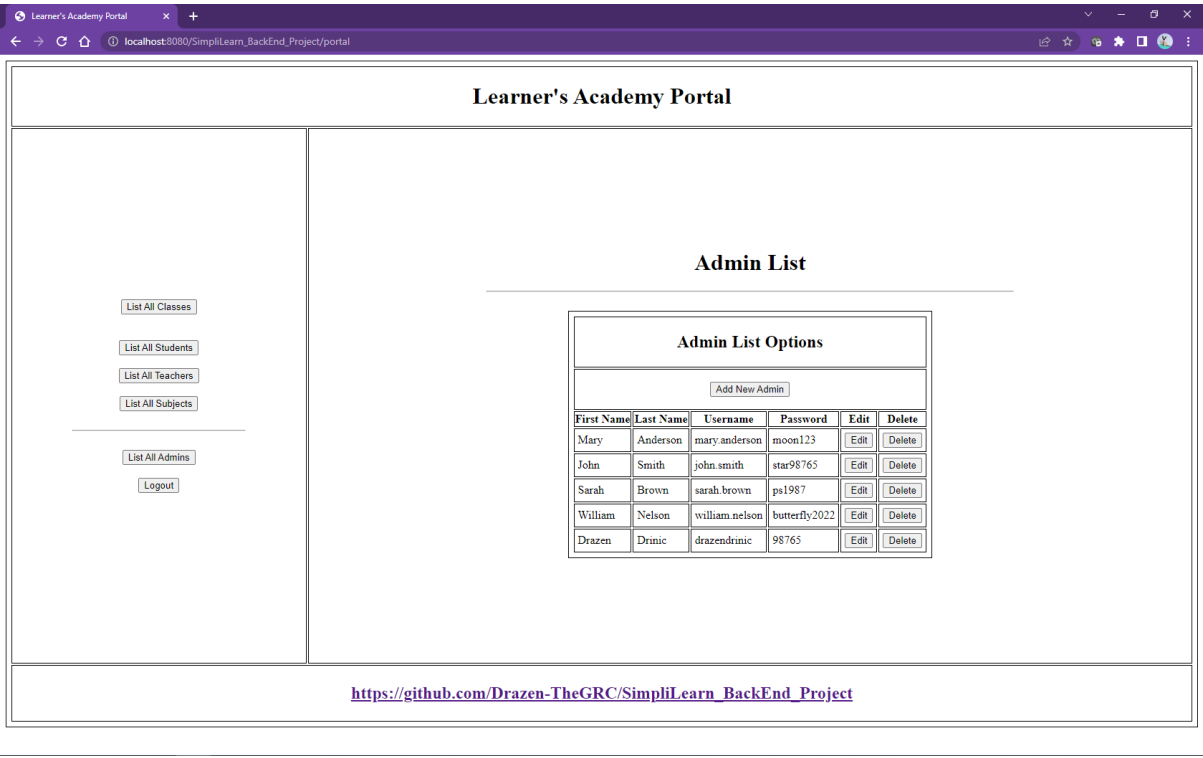 Learner's Academy Portal
localhost:8080/SimpliLearn_BackEnd_Project/portal
Learner's Academy Portal
List All Classes
List All Students
List All Teachers
List All Subjects
List All Admins
Logout
Admin List
Admin List Options
Add New Admin
First Name Last Name Username Password Edit Delete
Mary Anderson mary.anderson moon123 Edit Delete
John Smith john.smith star98765 Edit Delete
Sarah Brown sarah.brown ps1987 Edit Delete
William Nelson william.nelson butterfly2022 Edit Delete
Drazen Drinic drazendrinic 98765 Edit Delete
https://github.com/Drazen-TheGRC/SimpliLearn_BackEnd_Project